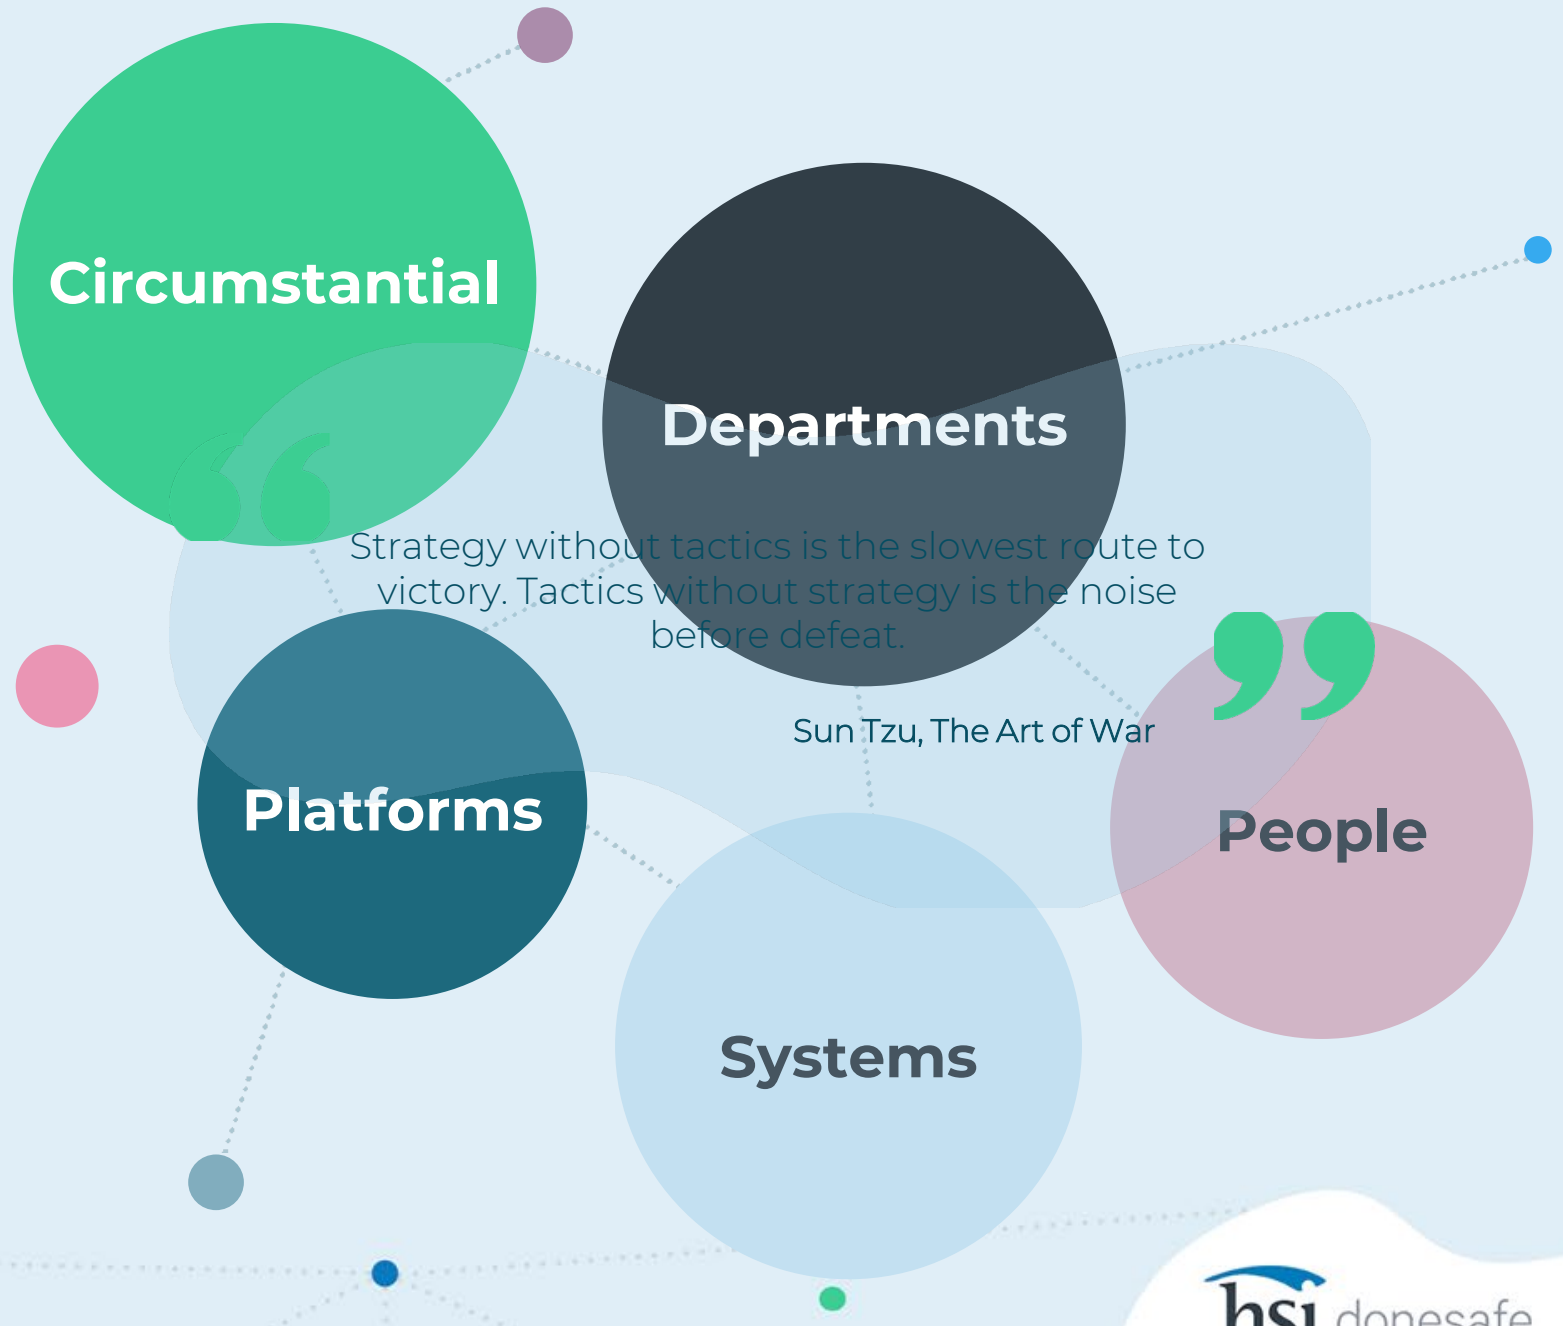 Circumstantial
Departments
Strategy without tactics is the slowest route to
victory. Tactics without strategy is the noise
before defeat.
Sun Tzu, The Art of War
Platforms
People
Systems
hsi donesafe